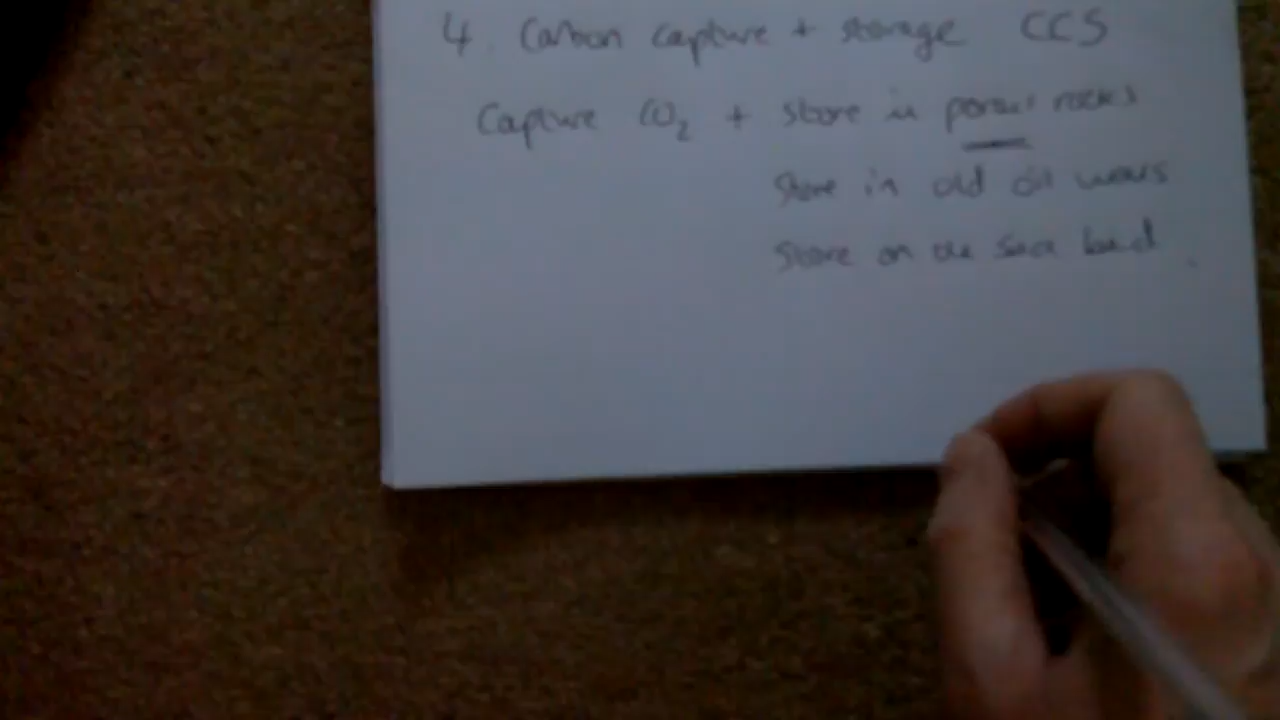 4. Carbon capture + storage CCS
Capture CO2 + store in porous rocks
Store in old oil wells
Store on the sea bed.